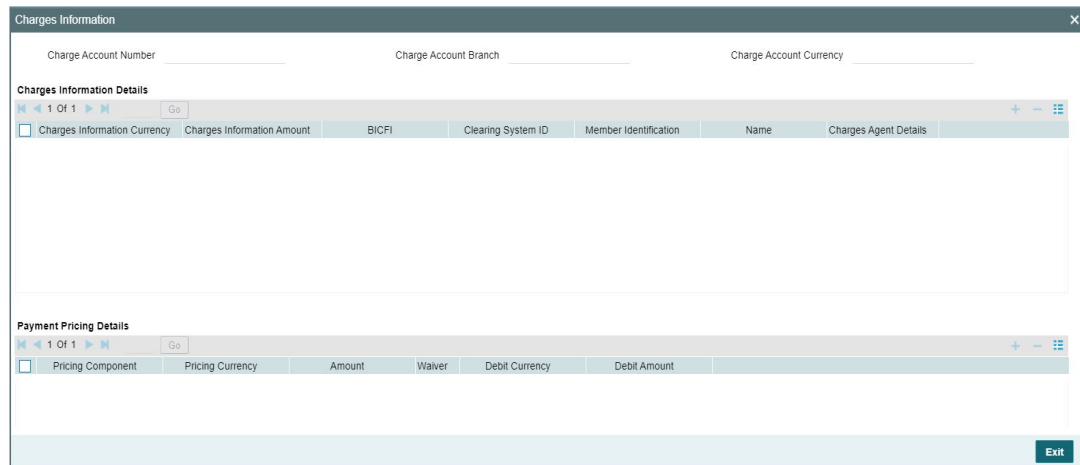 Charges Information
Charge Account Number Charge Account Branch Charge Account Currency
Charges Information Details
1 Of 1 Go
Charges Information Currency Charges Information Amount BICFI Clearing System ID Member Identification Name Charges Agent Details
Payment Pricing Details
1 Of 1 Go
Pricing Component Pricing Currency Amount Waiver Debit Currency Debit Amount
Exit